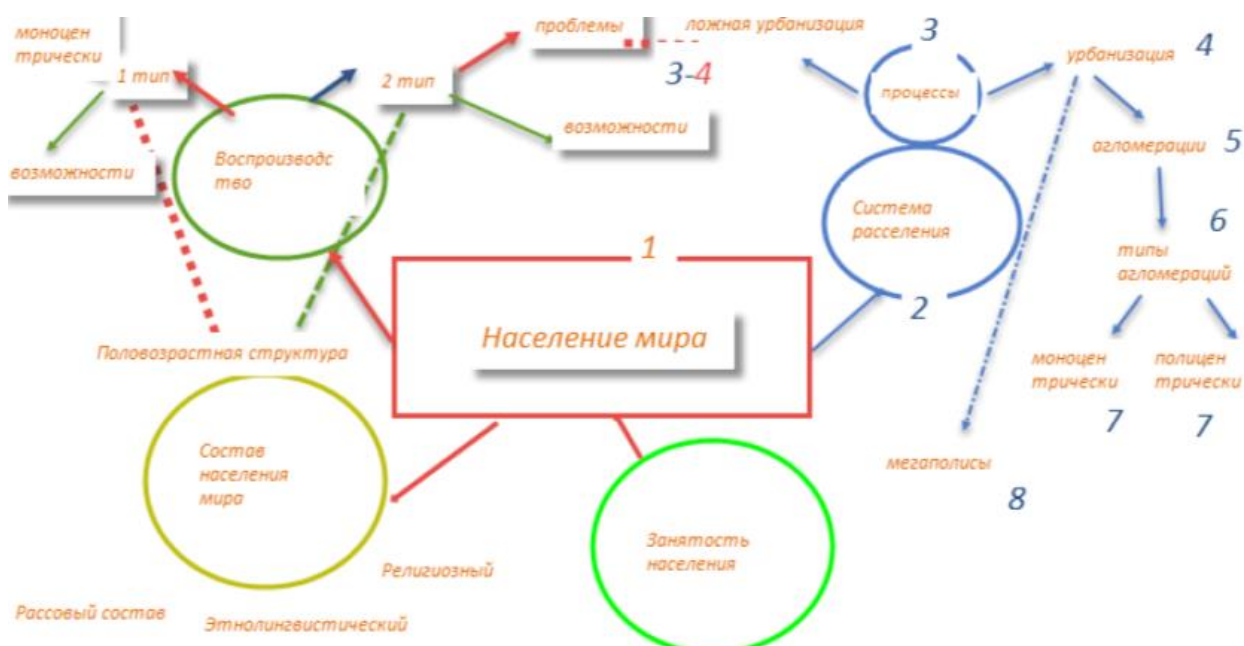 моноцен
трически
1 тип
возможности
Воспроизводс
тво
2 тип
проблемы
3-4
возможности
ложная урбанизация
3
процессы
урбанизация
4
агломерации
5
6
типы
агломераций
моноцен
трически
7
полицен
трически
7
мегаполисы
8
Система
расселения
2
1
Население мира
Половозрастная структура
Состав
населения
мира
Религиозный
Рассовый состав
Этнолингвистический
Занятость
населения